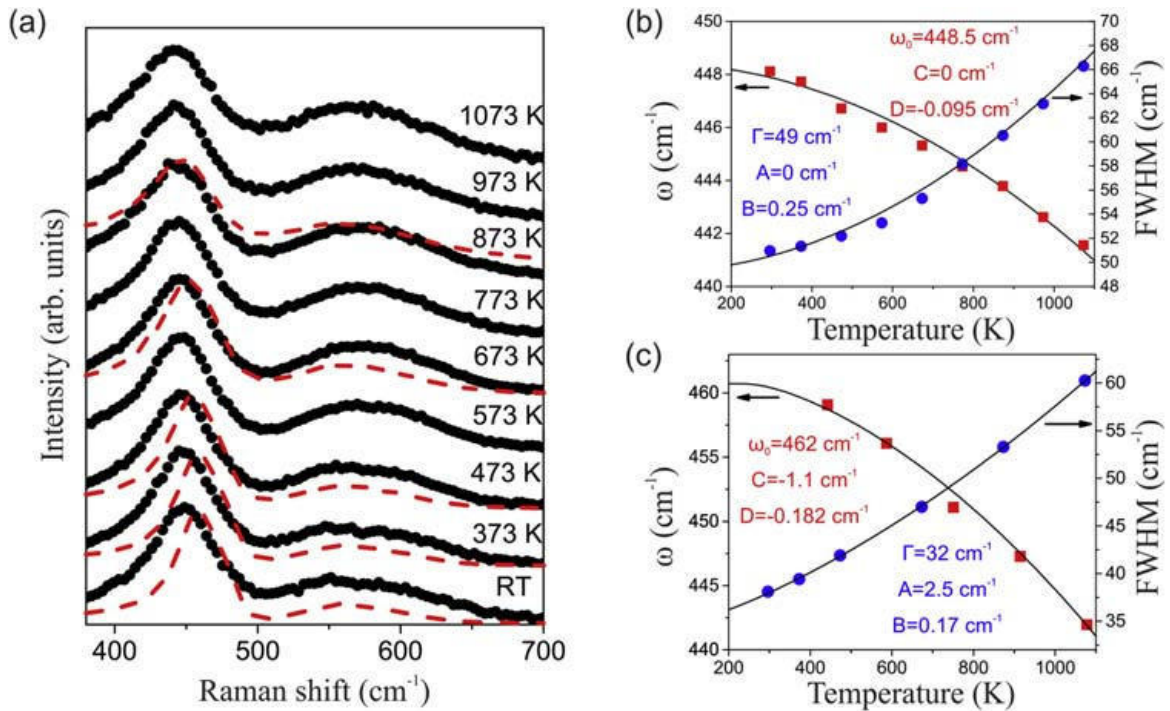 (a)
Intensity (arb. units)
1073 K
973 K
873 K
773 K
673 K
573 K
473 K
373 K
RT
400 500 600 700
Raman shift (cm⁻¹)
(b)
450
448
446
444
442
440
ω (cm⁻¹)
ω₀=448.5 cm⁻¹
C=0 cm⁻¹
D=-0.095 cm⁻¹
Γ=49 cm⁻¹
A=0 cm⁻¹
B=0.25 cm⁻¹
70
68
66
64
62
60
58
56
54
52
50
48
FWHM (cm⁻¹)
200 400 600 800 1000
Temperature (K)
(c)
460
455
450
445
440
ω (cm⁻¹)
ω₀=462 cm⁻¹
C=-1.1 cm⁻¹
D=-0.182 cm⁻¹
Γ=32 cm⁻¹
A=2.5 cm⁻¹
B=0.17 cm⁻¹
60
55
50
45
40
35
FWHM (cm⁻¹)
200 400 600 800 1000
Temperature (K)